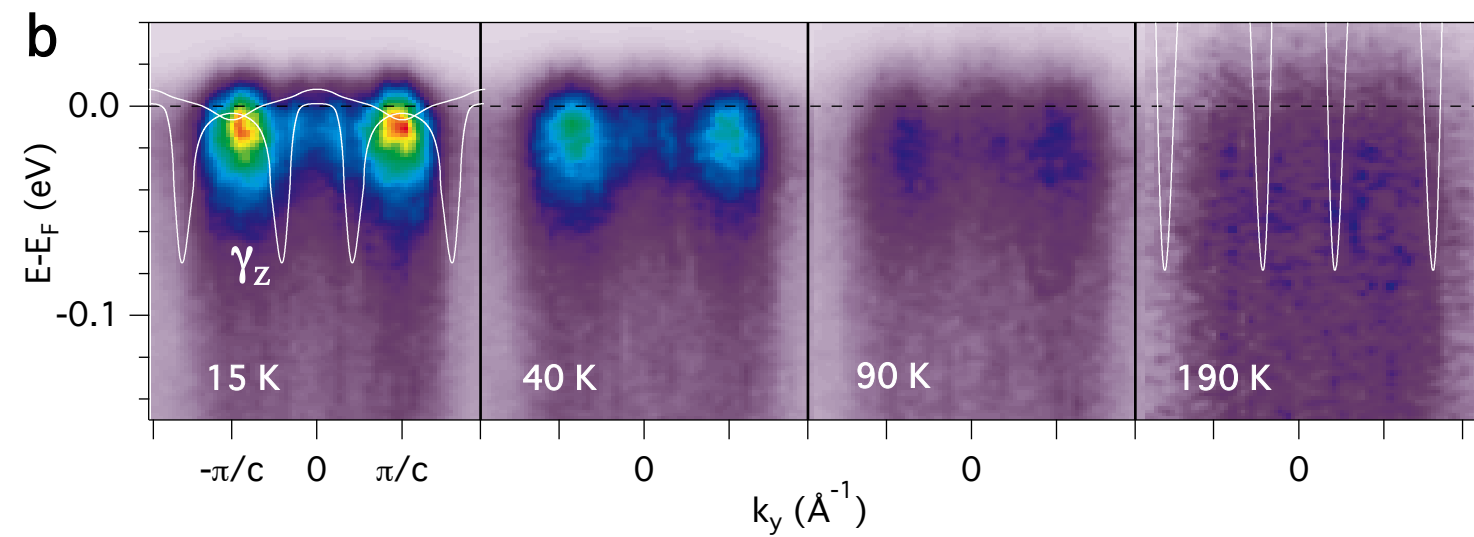 b
E-E_F (eV)
0.0
-0.1
γ_z
15 K
40 K
90 K
190 K
-π/c 0 π/c 0 0 0
k_y (Å^-1)